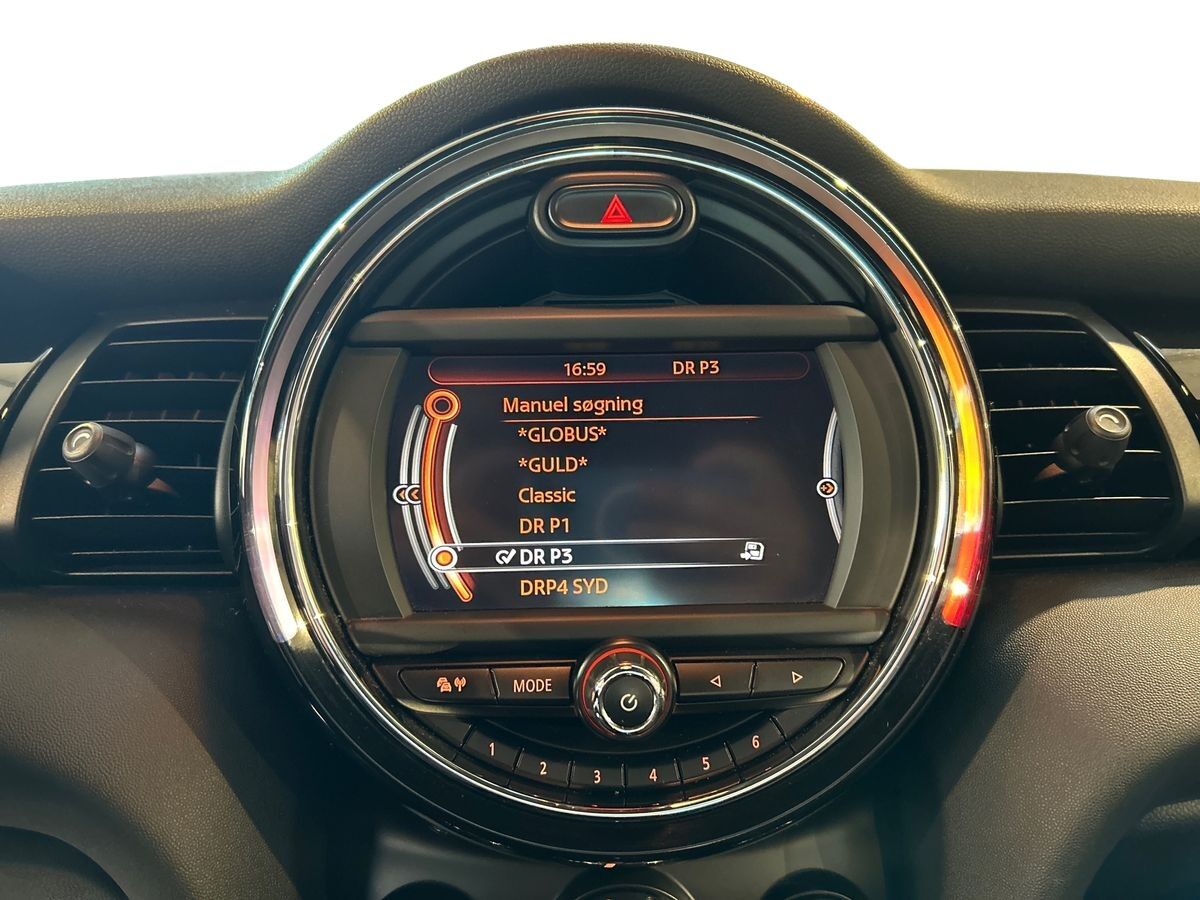 16:59 DR P3
Manuel søgning
*GLOBUS*
*GULD*
Classic
DR P1
DR P3
DRP4 SYD
MODE
1 2 3 4 5 6